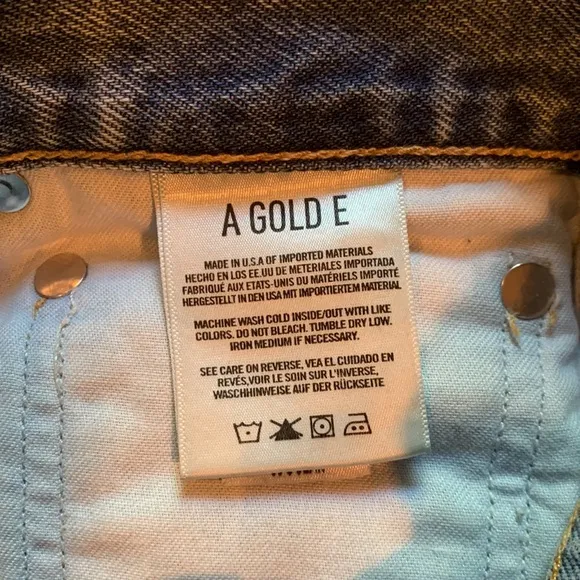 A GOLD E
MADE IN U.S.A OF IMPORTED MATERIALS
HECHO EN LOS EE.UU DE METERIALES IMPORTADA
FABRIQUÉ AUX ETATS-UNIS DU MATÉRIES IMPORTÉ
HERGESTELLT IN DEN USA MIT IMPORTIERTEM MATERIAL
MACHINE WASH COLD INSIDE/OUT WITH LIKE
COLORS. DO NOT BLEACH. TUMBLE DRY LOW.
IRON MEDIUM IF NECESSARY.
SEE CARE ON REVERSE, VEA EL CUIDADO EN
REVÉS,VOIR LE SOIN SUR L'INVERSE,
WASCHHINWEISE AUF DER RÜCKSEITE